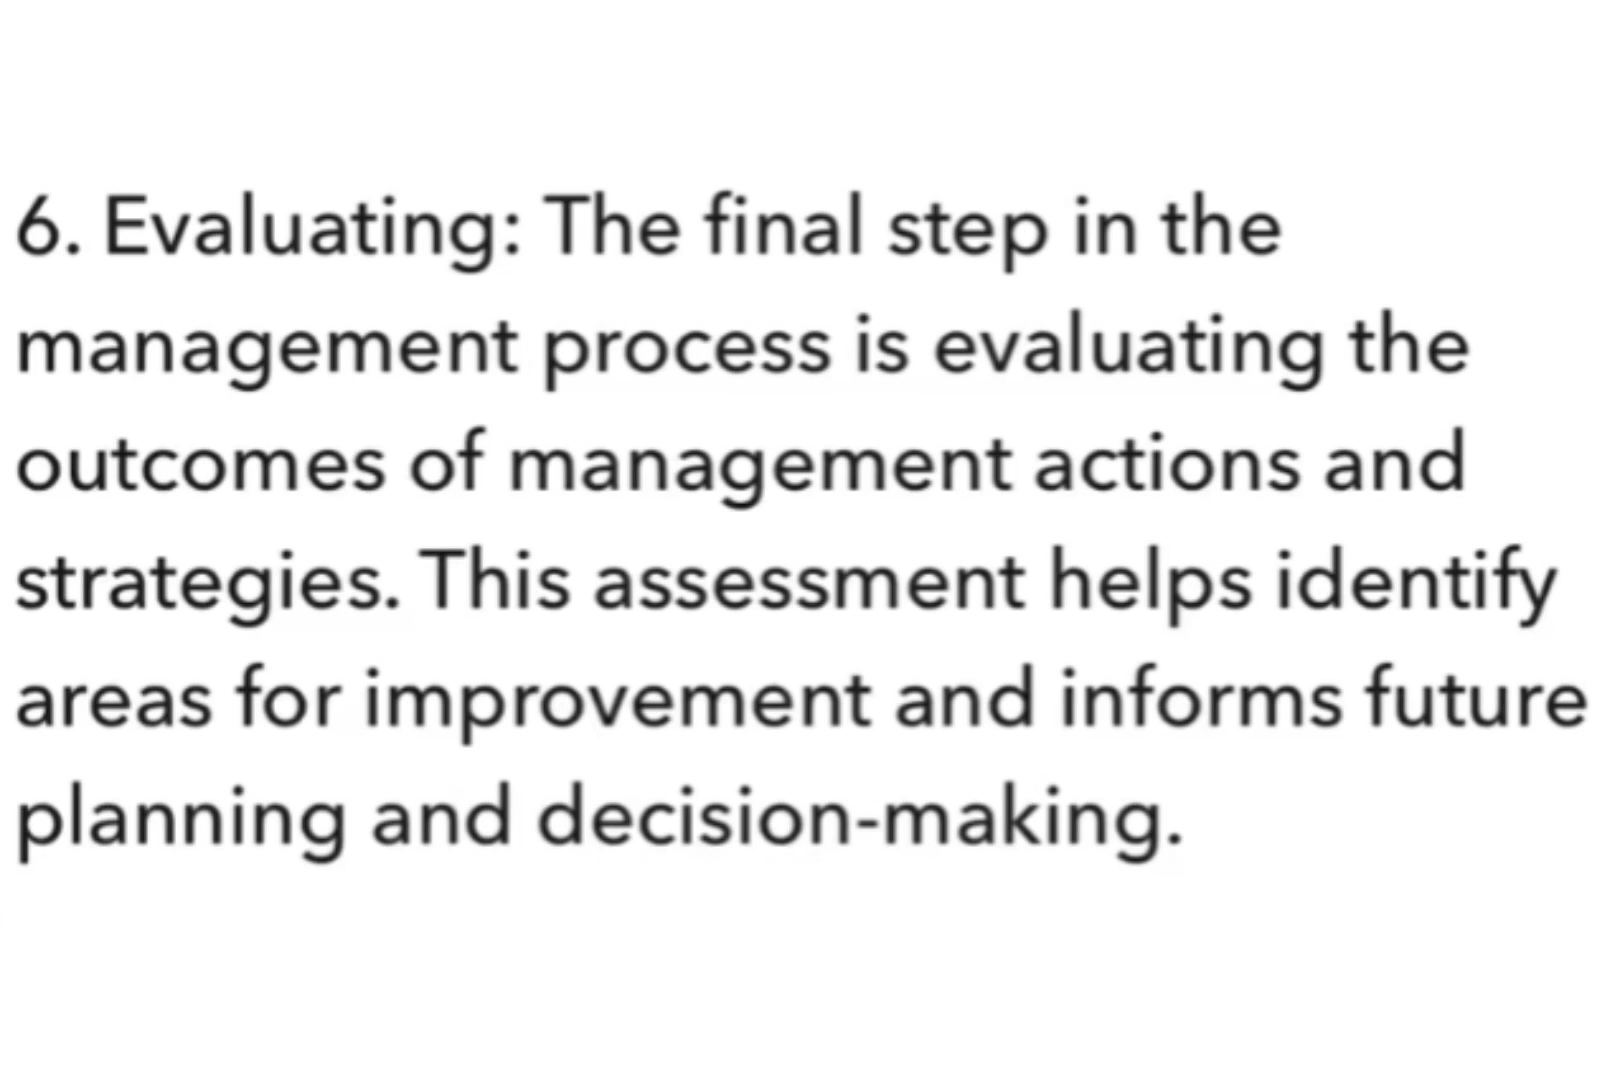 6. Evaluating: The final step in the
management process is evaluating the
outcomes of management actions and
strategies. This assessment helps identify
areas for improvement and informs future
planning and decision-making.